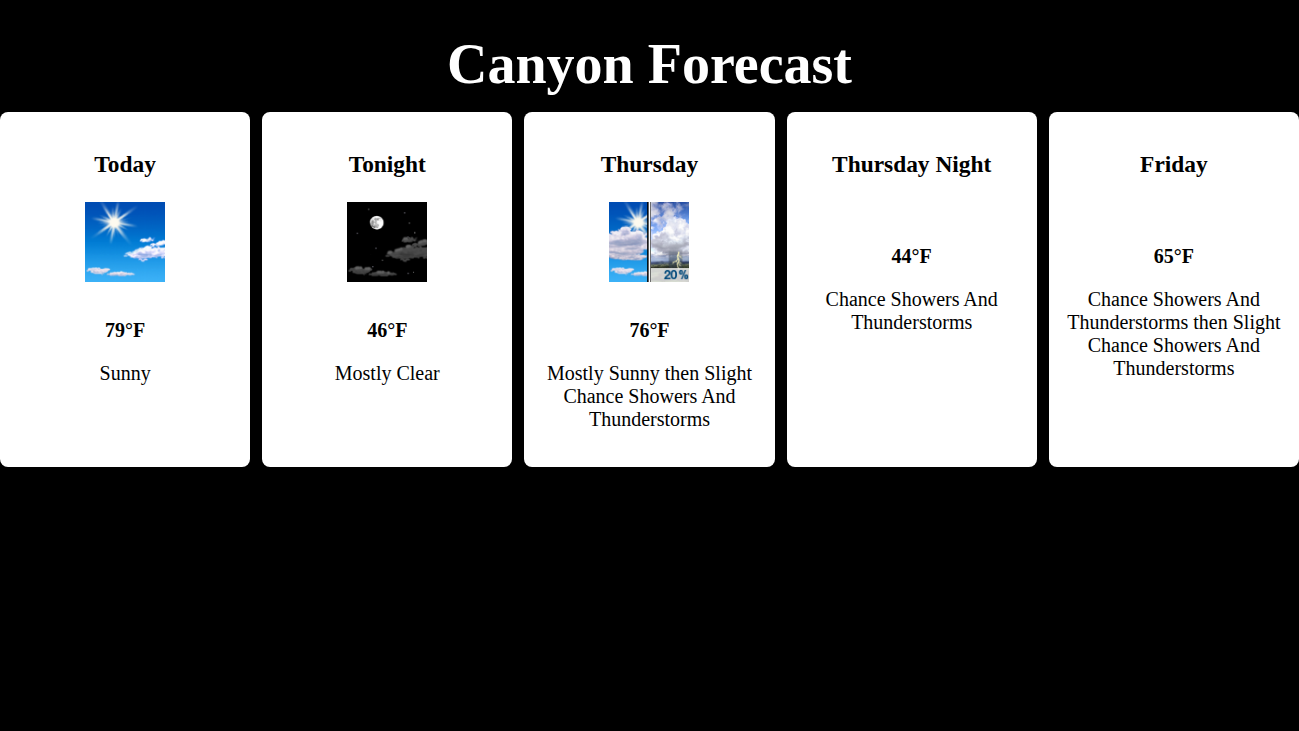 Canyon Forecast
Today
79°F
Sunny
Tonight
46°F
Mostly Clear
Thursday
20%
76°F
Mostly Sunny then Slight
Chance Showers And
Thunderstorms
Thursday Night
44°F
Chance Showers And
Thunderstorms
Friday
65°F
Chance Showers And
Thunderstorms then Slight
Chance Showers And
Thunderstorms